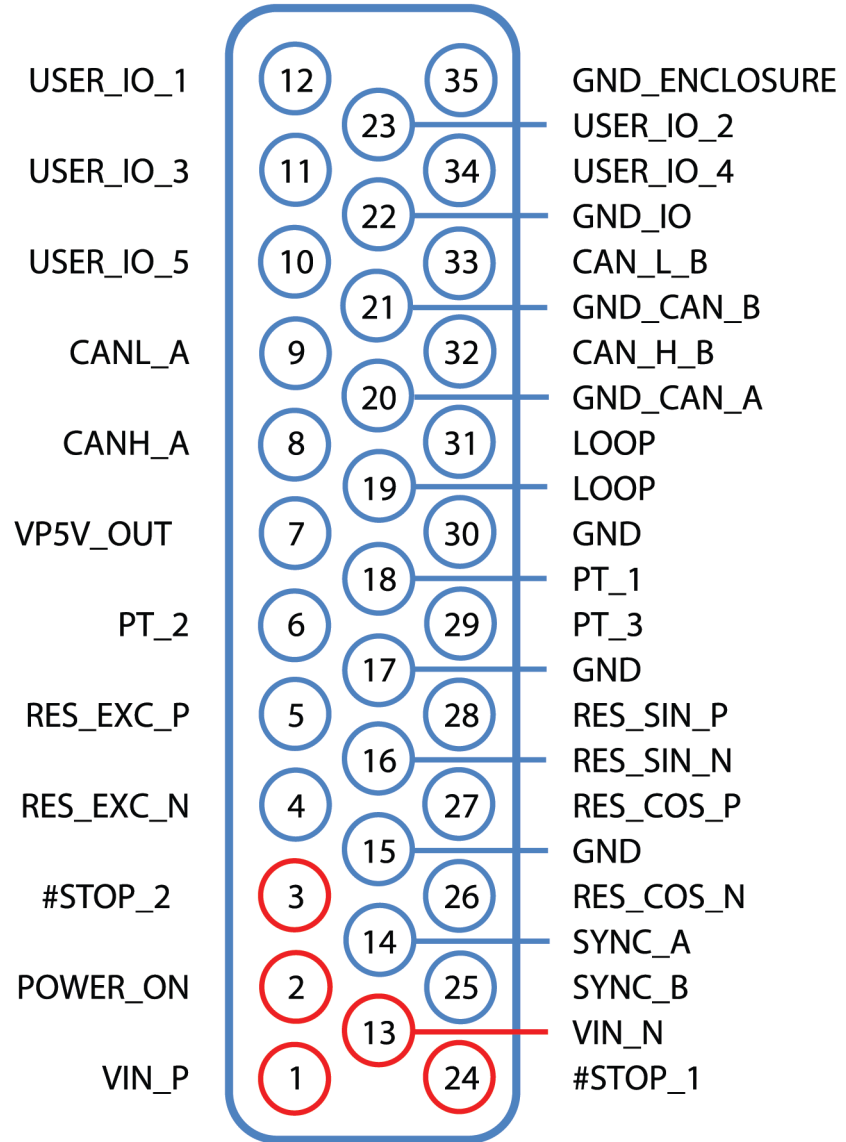 USER_IO_1 12 35 GND_ENCLOSURE
23 USER_IO_2
USER_IO_3 11 34 USER_IO_4
22 GND_IO
USER_IO_5 10 33 CAN_L_B
21 GND_CAN_B
CANL_A 9 32 CAN_H_B
20 GND_CAN_A
CANH_A 8 31 LOOP
19 LOOP
VP5V_OUT 7 30 GND
18 PT_1
PT_2 6 29 PT_3
17 GND
RES_EXC_P 5 28 RES_SIN_P
16 RES_SIN_N
RES_EXC_N 4 27 RES_COS_P
15 GND
#STOP_2 3 26 RES_COS_N
14 SYNC_A
POWER_ON 2 25 SYNC_B
13 VIN_N
VIN_P 1 24 #STOP_1